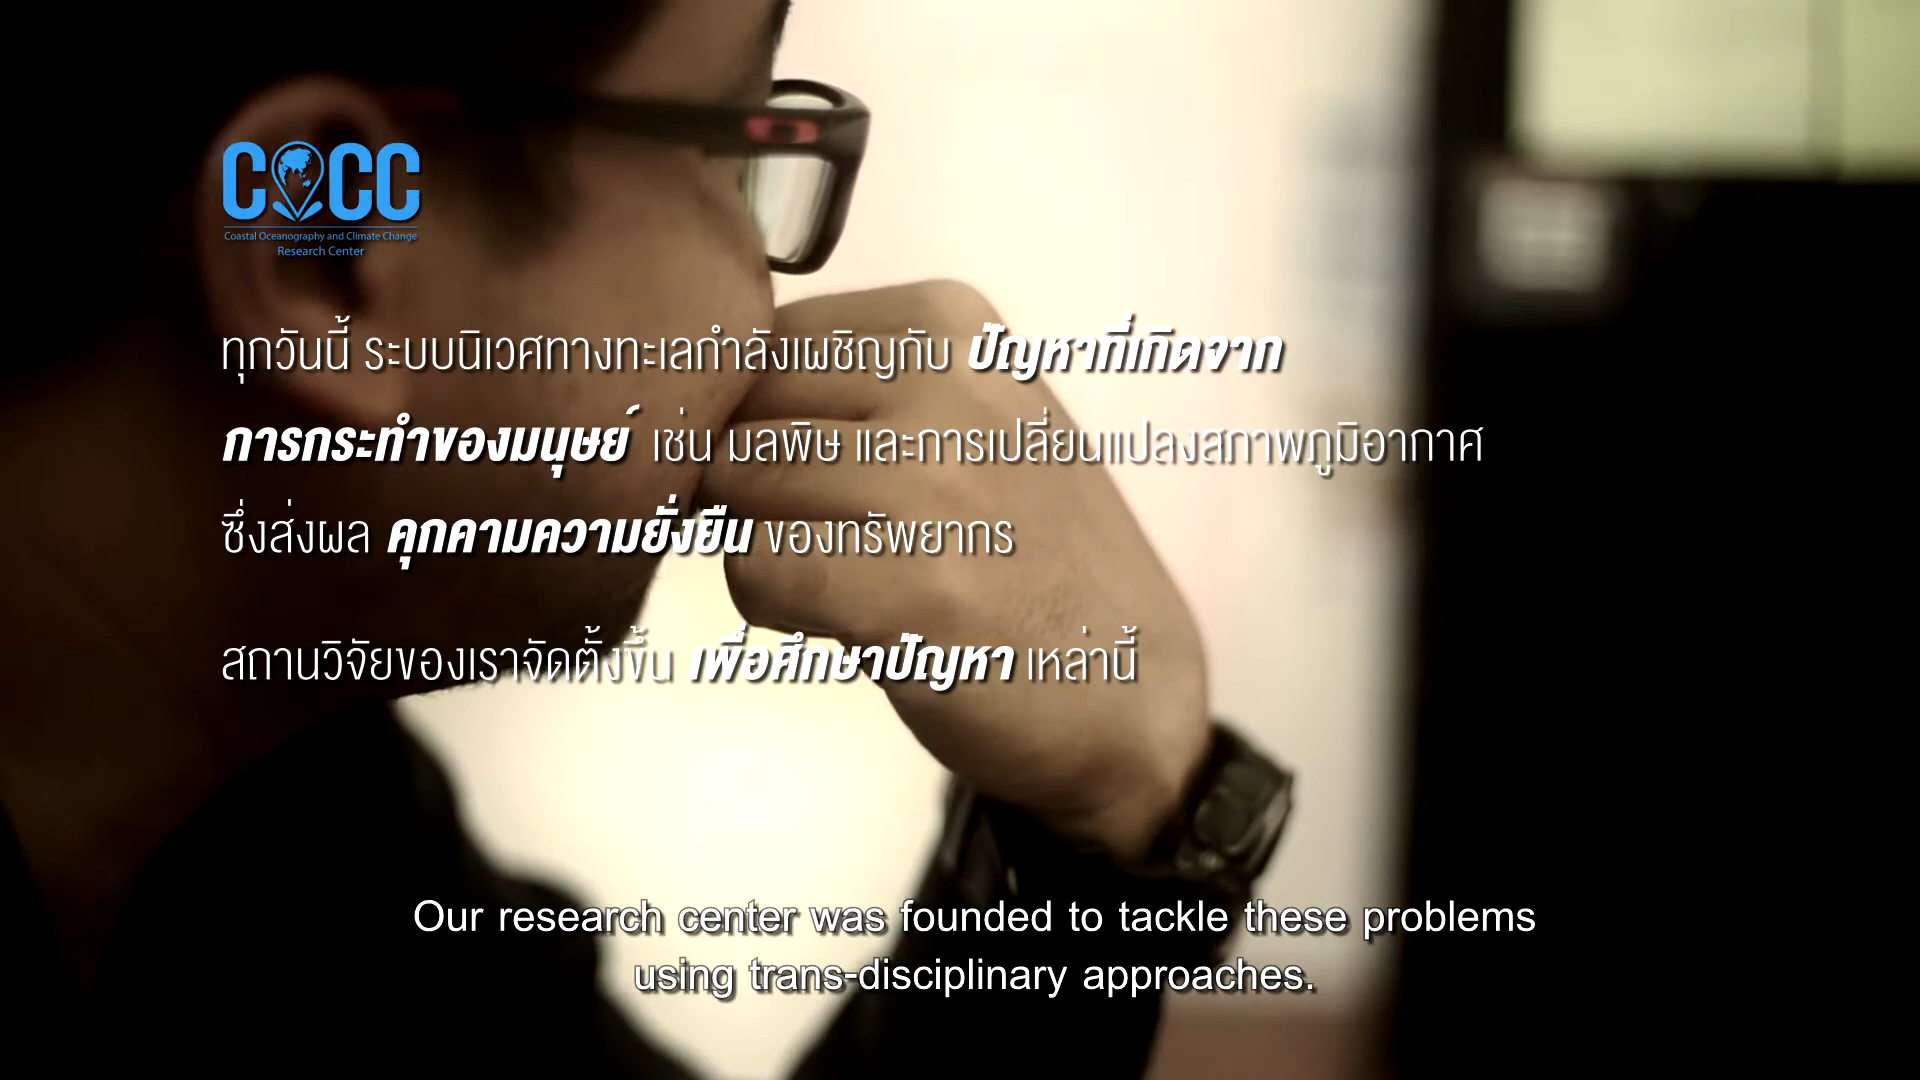 COCC
Coastal Oceanography and Climate Change
Research Center
ทุกวันนี้ ระบบนิเวศทางทะเลกำลังเผชิญกับ ปัญหาที่เกิดจาก
การกระทำของมนุษย์ เช่น มลพิษ และการเปลี่ยนแปลงสภาพภูมิอากาศ
ซึ่งส่งผล คุกคามความยั่งยืน ของทรัพยากร
สถานวิจัยของเราจัดตั้งขึ้น เพื่อศึกษาปัญหา เหล่านี้
Our research center was founded to tackle these problems
using trans-disciplinary approaches.